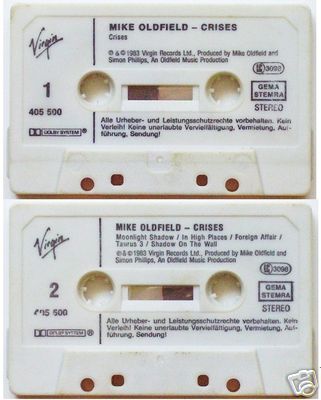 MIKE OLDFIELD – CRISES
Crises
Virgin
℗ & © 1983 Virgin Records Ltd., Produced by Mike Oldfield and
Simon Phillips, An Oldfield Music Production
LC 3098
1
405 500
GEMA
STEMRA
STEREO
DOLBY SYSTEM
Alle Urheber- und Leistungsschutzrechte vorbehalten. Kein
Verleih! Keine unerlaubte Vervielfältigung, Vermietung, Auf-
führung, Sendung!
MIKE OLDFIELD – CRISES
Moonlight Shadow / In High Places / Foreign Affair /
Taurus 3 / Shadow On The Wall
Virgin
℗ & © 1983 Virgin Records Ltd., Produced by Mike Oldfield and
Simon Phillips, An Oldfield Music Production
LC 3098
2
405 500
GEMA
STEMRA
STEREO
DOLBY SYSTEM
Alle Urheber- und Leistungsschutzrechte vorbehalten. Kein
Verleih! Keine unerlaubte Vervielfältigung, Vermietung, Auf-
führung, Sendung!